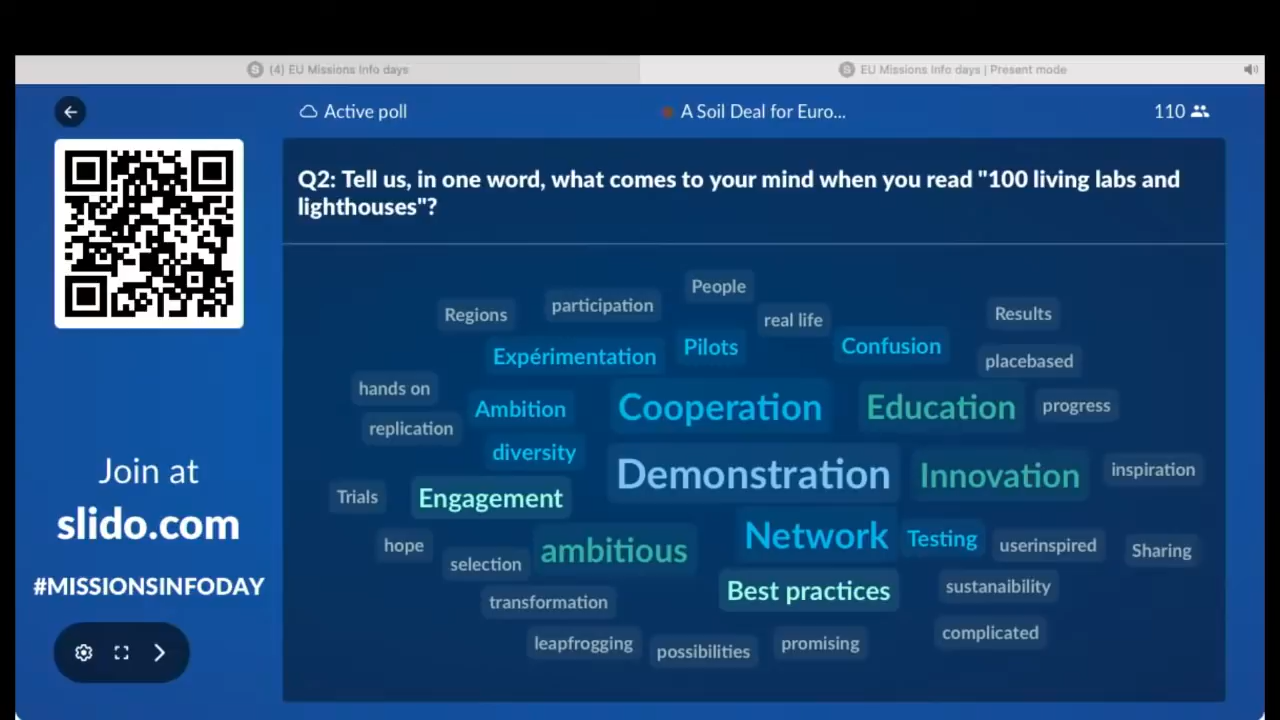 (4) EU Missions Info days
EU Missions Info days | Present mode
Active poll
A Soil Deal for Euro...
110
Q2: Tell us, in one word, what comes to your mind when you read "100 living labs and
lighthouses"?
People
Regions
participation
real life
Results
Expérimentation
Pilots
Confusion
placebased
hands on
Ambition
Cooperation
Education
progress
replication
diversity
Demonstration
Innovation
inspiration
Trials
Engagement
Network
Testing
userinspired
Sharing
hope
selection
ambitious
Best practices
sustanaibility
transformation
leapfrogging
possibilities
promising
complicated
Join at
slido.com
#MISSIONSINFODAY